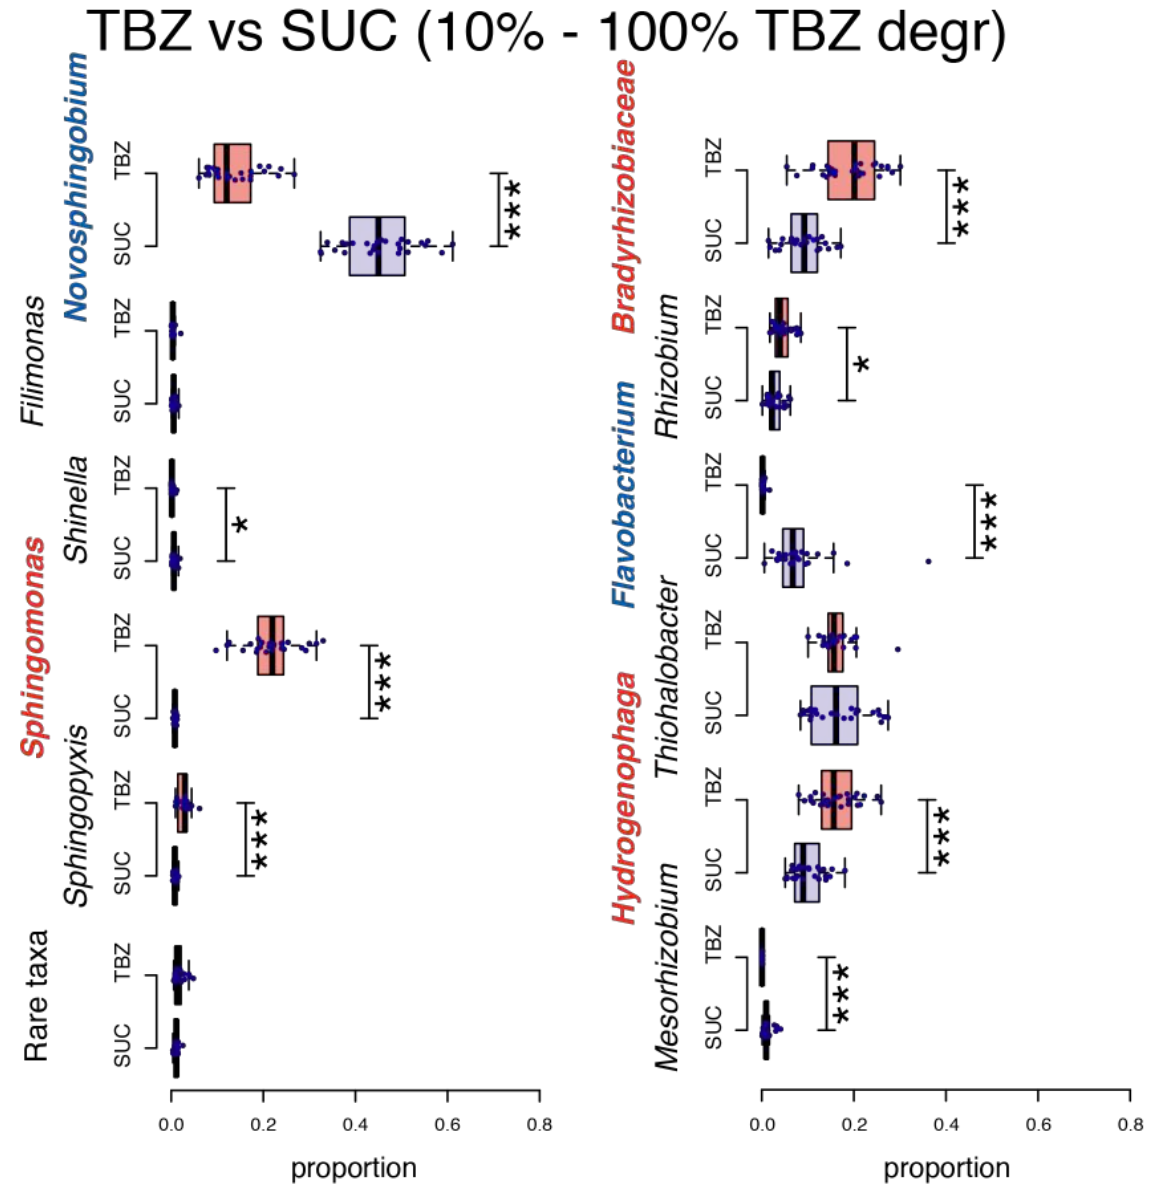 TBZ vs SUC (10% - 100% TBZ degr)
Novosphingobium
TBZ
SUC
***
Filimonas
TBZ
SUC
Shinella
TBZ
SUC
*
Sphingomonas
TBZ
SUC
***
Sphingopyxis
TBZ
SUC
***
Rare taxa
TBZ
SUC
0.0 0.2 0.4 0.6 0.8
proportion
Bradyrhizobiaceae
TBZ
SUC
***
Rhizobium
TBZ
SUC
*
Flavobacterium
TBZ
SUC
***
Thiohalobacter
TBZ
SUC
Hydrogenophaga
TBZ
SUC
***
Mesorhizobium
TBZ
SUC
***
0.0 0.2 0.4 0.6 0.8
proportion